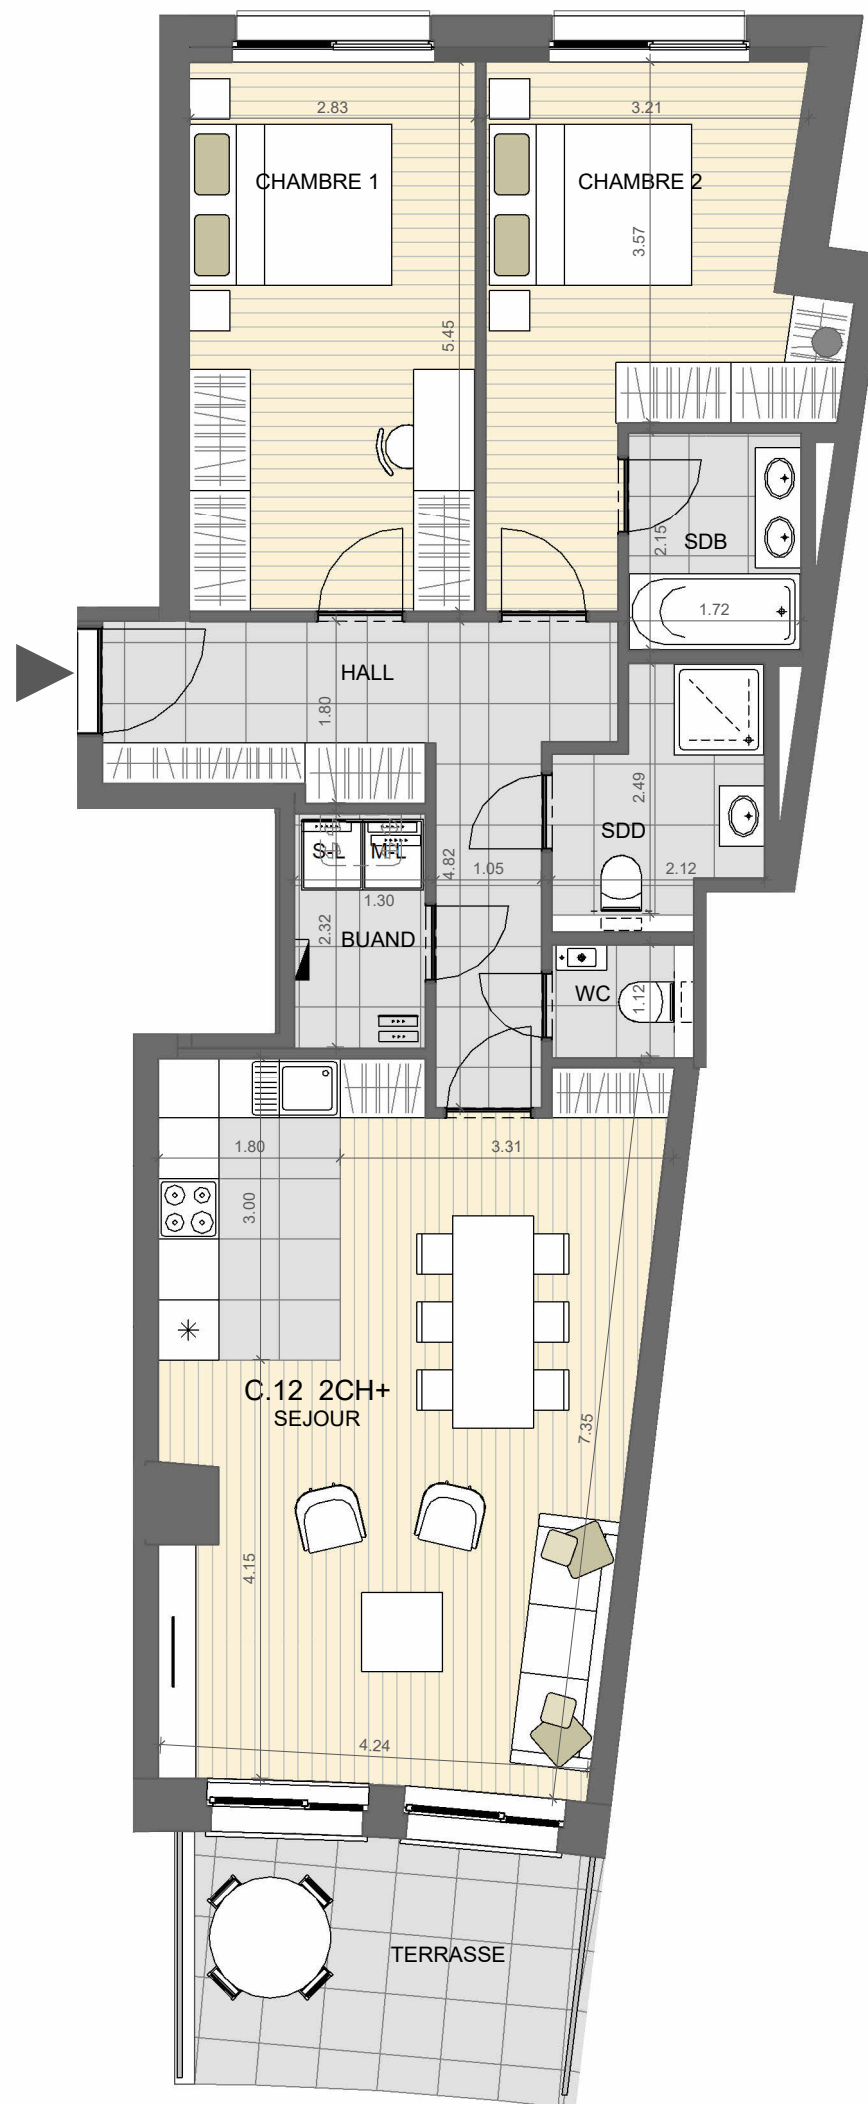 2.83
3.21
CHAMBRE 1
CHAMBRE 2
3.57
5.45
2.15
SDB
1.72
HALL
1.80
2.49
S-L
M-L
SDD
4.82
1.05
2.12
1.30
2.32
BUAND
WC
1.12
1.80
3.31
3.00
C.12 2CH+
SEJOUR
7.35
4.15
4.24
TERRASSE